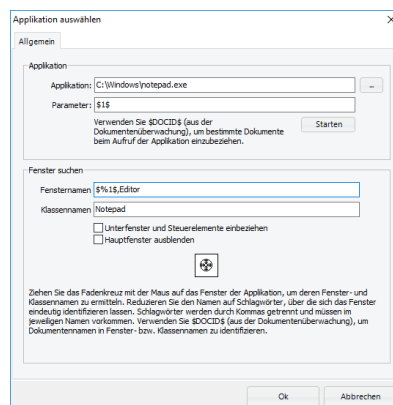 Applikation auswählen
Allgemein
Applikation
Applikation: C:\Windows\notepad.exe ...
Parameter: $1$
Verwenden Sie $DOCID$ (aus der Starten
Dokumentenüberwachung), um bestimmte Dokumente
beim Aufruf der Applikation einzubeziehen.
Fenster suchen
Fensternamen $%1$,Editor
Klassennamen Notepad
Unterfenster und Steuerelemente einbeziehen
Hauptfenster ausblenden
Ziehen Sie das Fadenkreuz mit der Maus auf das Fenster der Applikation, um deren Fenster- und
Klassennamen zu ermitteln. Reduzieren Sie den Namen auf Schlagwörter, über die sich das Fenster
eindeutig identifizieren lassen. Schlagwörter werden durch Kommas getrennt und müssen im
jeweiligen Namen vorkommen. Verwenden Sie $DOCID$ (aus der Dokumentenüberwachung), um
Dokumentennamen in Fenster- bzw. Klassennamen zu identifizieren.
Ok Abbrechen